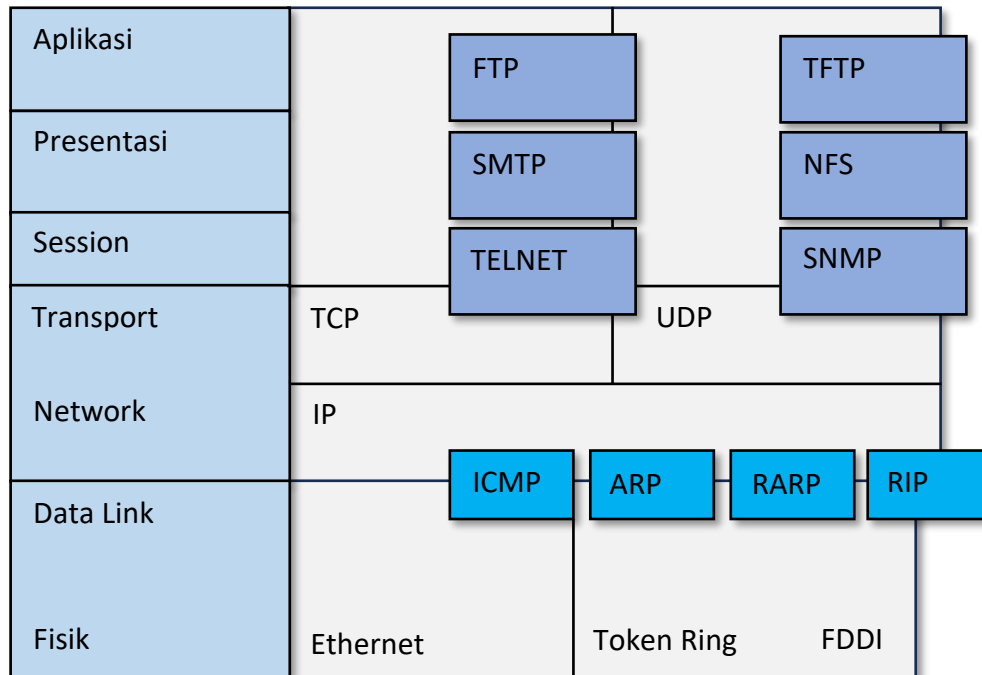 Aplikasi
FTP
TFTP
Presentasi
SMTP
NFS
Session
TELNET
SNMP
Transport
TCP
UDP
Network
IP
ICMP
ARP
RARP
RIP
Data Link
Fisik
Ethernet
Token Ring
FDDI